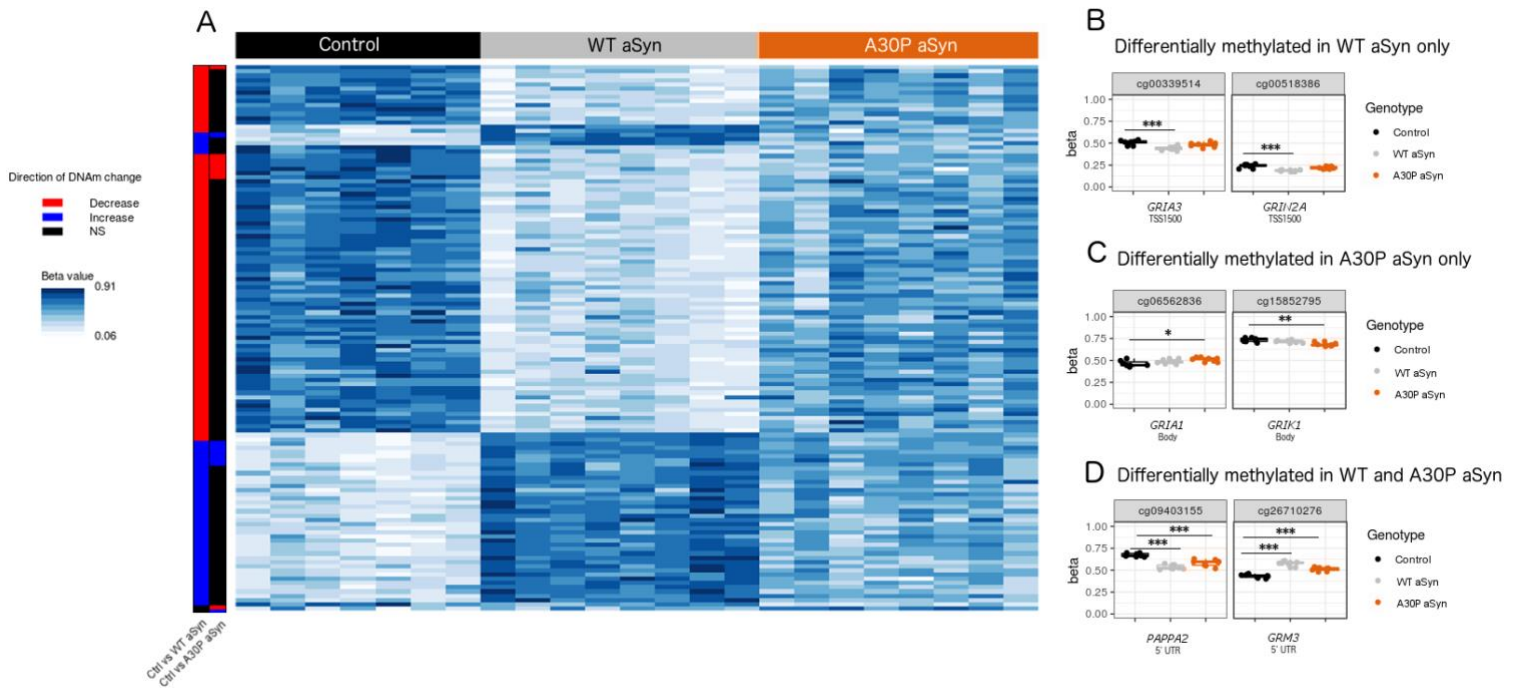 A
Control
WT aSyn
A30P aSyn
Direction of DNAm change
Decrease
Increase
NS
Beta value
0.91
0.06
Ctrl vs WT aSyn
Ctrl vs A30P aSyn
B
Differentially methylated in WT aSyn only
cg00339514
cg00518386
beta
1.00
0.75
0.50
0.25
0.00
***
***
GRIA3
TSS1500
GRIN2A
TSS1500
Genotype
Control
WT aSyn
A30P aSyn
C
Differentially methylated in A30P aSyn only
cg06562836
cg15852795
beta
1.00
0.75
0.50
0.25
0.00
*
**
GRIA1
Body
GRIK1
Body
Genotype
Control
WT aSyn
A30P aSyn
D
Differentially methylated in WT and A30P aSyn
cg09403155
cg26710276
beta
1.00
0.75
0.50
0.25
0.00
***
***
***
***
PAPPA2
5' UTR
GRM3
5' UTR
Genotype
Control
WT aSyn
A30P aSyn